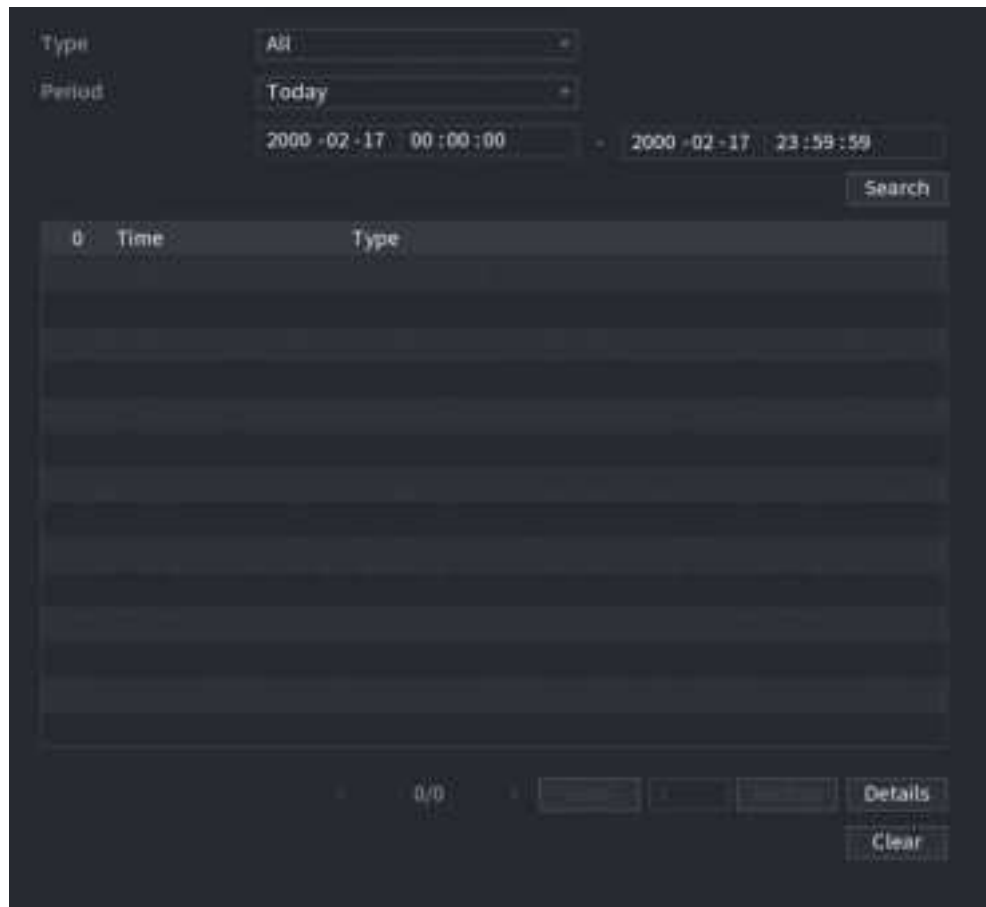 Type All
Period Today
2000 -02 -17 00 :00 :00 - 2000 -02 -17 23 :59 :59
Search
0 Time Type
0/0 Details
Clear